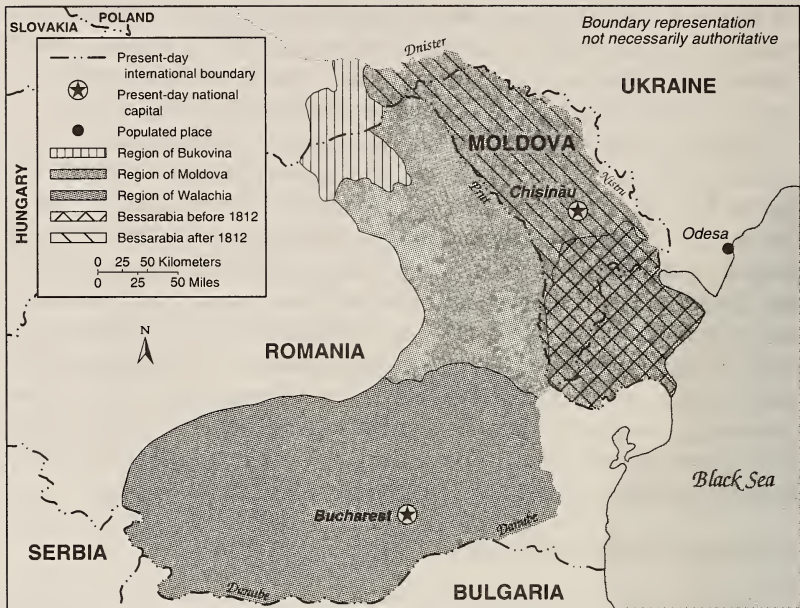 SLOVAKIA
POLAND
Boundary representation
not necessarily authoritative
Present-day
international boundary
Present-day national
capital
Populated place
Region of Bukovina
Region of Moldova
Region of Walachia
Bessarabia before 1812
Bessarabia after 1812
0 25 50 Kilometers
0 25 50 Miles
HUNGARY
Dnister
UKRAINE
MOLDOVA
Prut
Chisinău
Nistru
Odesa
N
ROMANIA
Black Sea
Bucharest
Danube
SERBIA
Danube
BULGARIA